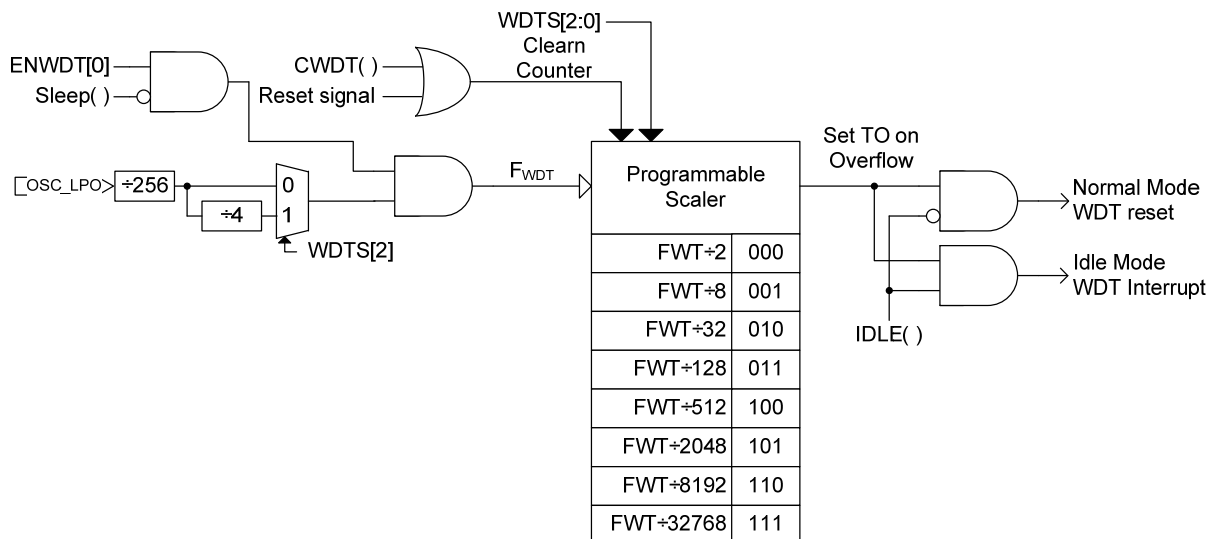 WDTS[2:0]
Clearn
Counter
ENWDT[0]
Sleep( )
CWDT( )
Reset signal
OSC_LPO
÷256
÷4
0
1
WDTS[2]
FWDT
Programmable
Scaler
FWT÷2 000
FWT÷8 001
FWT÷32 010
FWT÷128 011
FWT÷512 100
FWT÷2048 101
FWT÷8192 110
FWT÷32768 111
Set TO on
Overflow
Normal Mode
WDT reset
Idle Mode
WDT Interrupt
IDLE( )